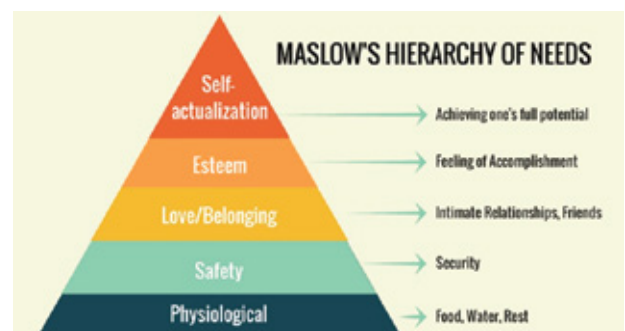 MASLOW'S HIERARCHY OF NEEDS
Self-
actualization
Achieving one's full potential
Esteem
Feeling of Accomplishment
Love/Belonging
Intimate Relationships, Friends
Safety
Security
Physiological
Food, Water, Rest